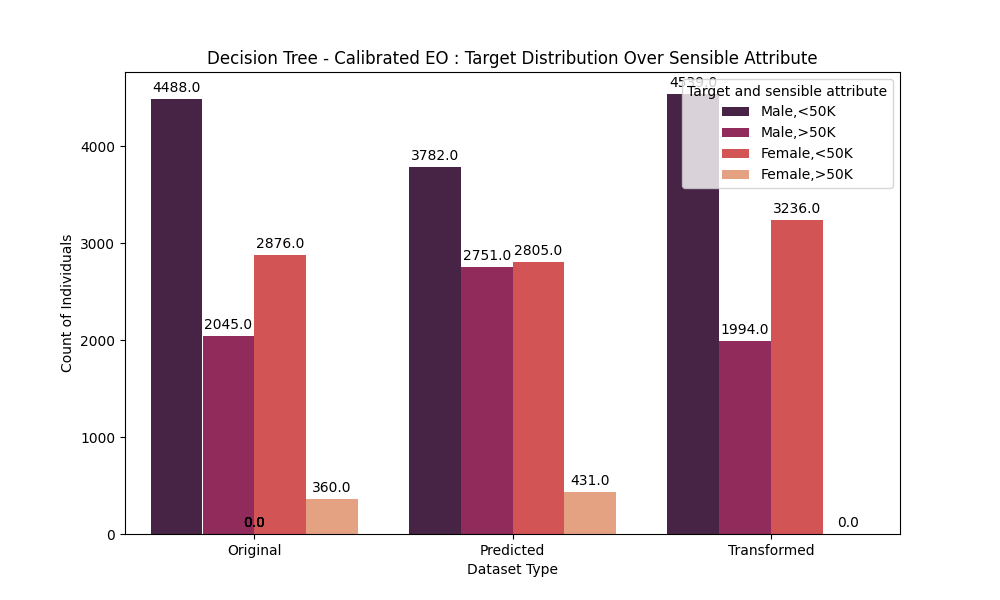 Decision Tree - Calibrated EO : Target Distribution Over Sensible Attribute
4488.0
4539.0
Target and sensible attribute
Male,<50K
Male,>50K
Female,<50K
Female,>50K
4000
3782.0
3236.0
3000
2876.0
2751.0
2805.0
2045.0
1994.0
2000
1000
360.0
431.0
0.0
0.0
0
Count of Individuals
Original
Predicted
Transformed
Dataset Type